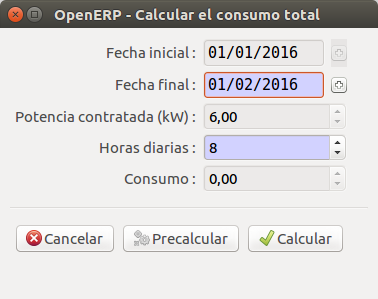 OpenERP - Calcular el consumo total
Fecha inicial : 01/01/2016
Fecha final : 01/02/2016
Potencia contratada (kW) : 6,00
Horas diarias : 8
Consumo : 0,00
Cancelar Precalcular Calcular